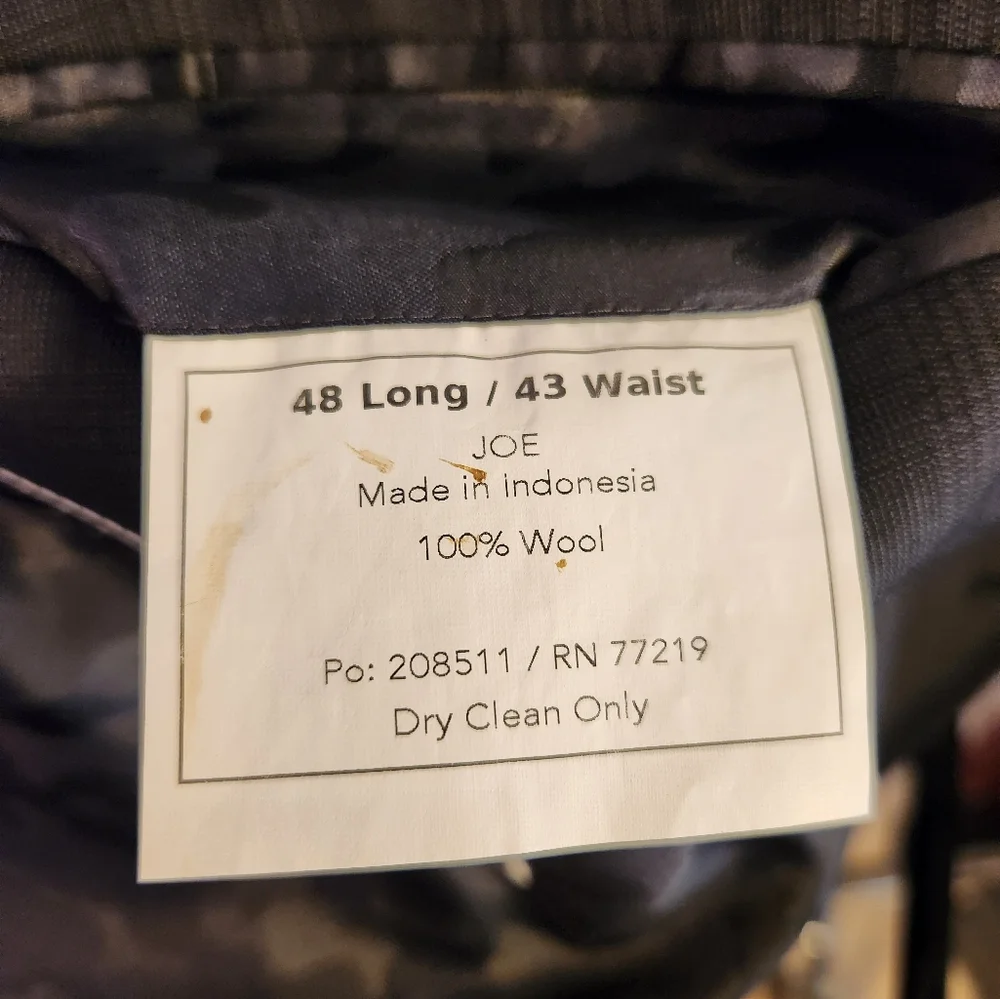 48 Long / 43 Waist
JOE
Made in Indonesia
100% Wool
Po: 208511 / RN 77219
Dry Clean Only